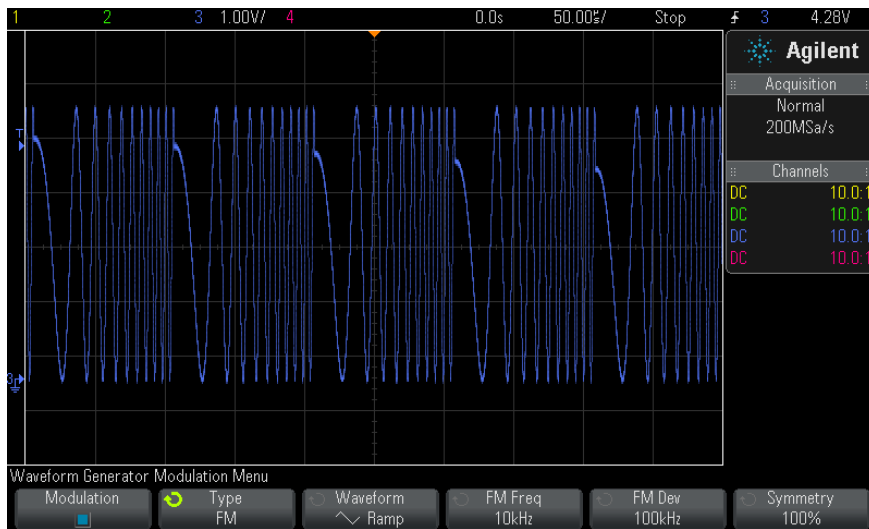 1 2 3 1.00V/ 4 0.0s 50.00㎲/ Stop 3 4.28V
Agilent
Acquisition
Normal
200MSa/s
Channels
DC 10.0:1
DC 10.0:1
DC 10.0:1
DC 10.0:1
T
3
Waveform Generator Modulation Menu
Modulation Type Waveform FM Freq FM Dev Symmetry
FM Ramp 10kHz 100kHz 100%